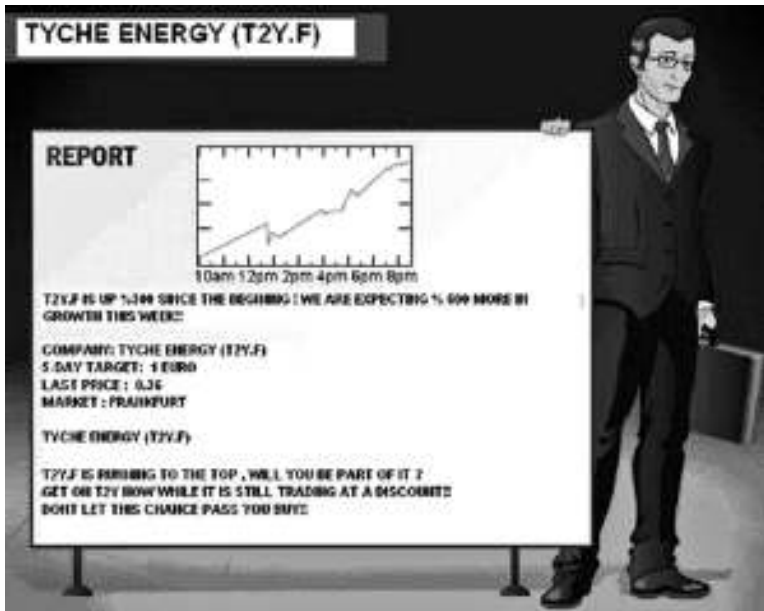 TYCHE ENERGY (T2Y.F)
REPORT
10am 12pm 2pm 4pm 6pm 8pm
T2Y.F IS UP %300 SINCE THE BEGINING ! WE ARE EXPECTING % 600 MORE IN
GROWTH THIS WEEK!!
COMPANY: TYCHE ENERGY (T2Y.F)
5-DAY TARGET: 1 EURO
LAST PRICE : 0.36
MARKET : FRANKFURT
TYCHE ENERGY (T2Y.F)
T2Y.F IS RUNNING TO THE TOP , WILL YOU BE PART OF IT ?
GET ON T2Y NOW WHILE IT IS STILL TRADING AT A DISCOUNT!!
DONT LET THIS CHANCE PASS YOU BUY!!